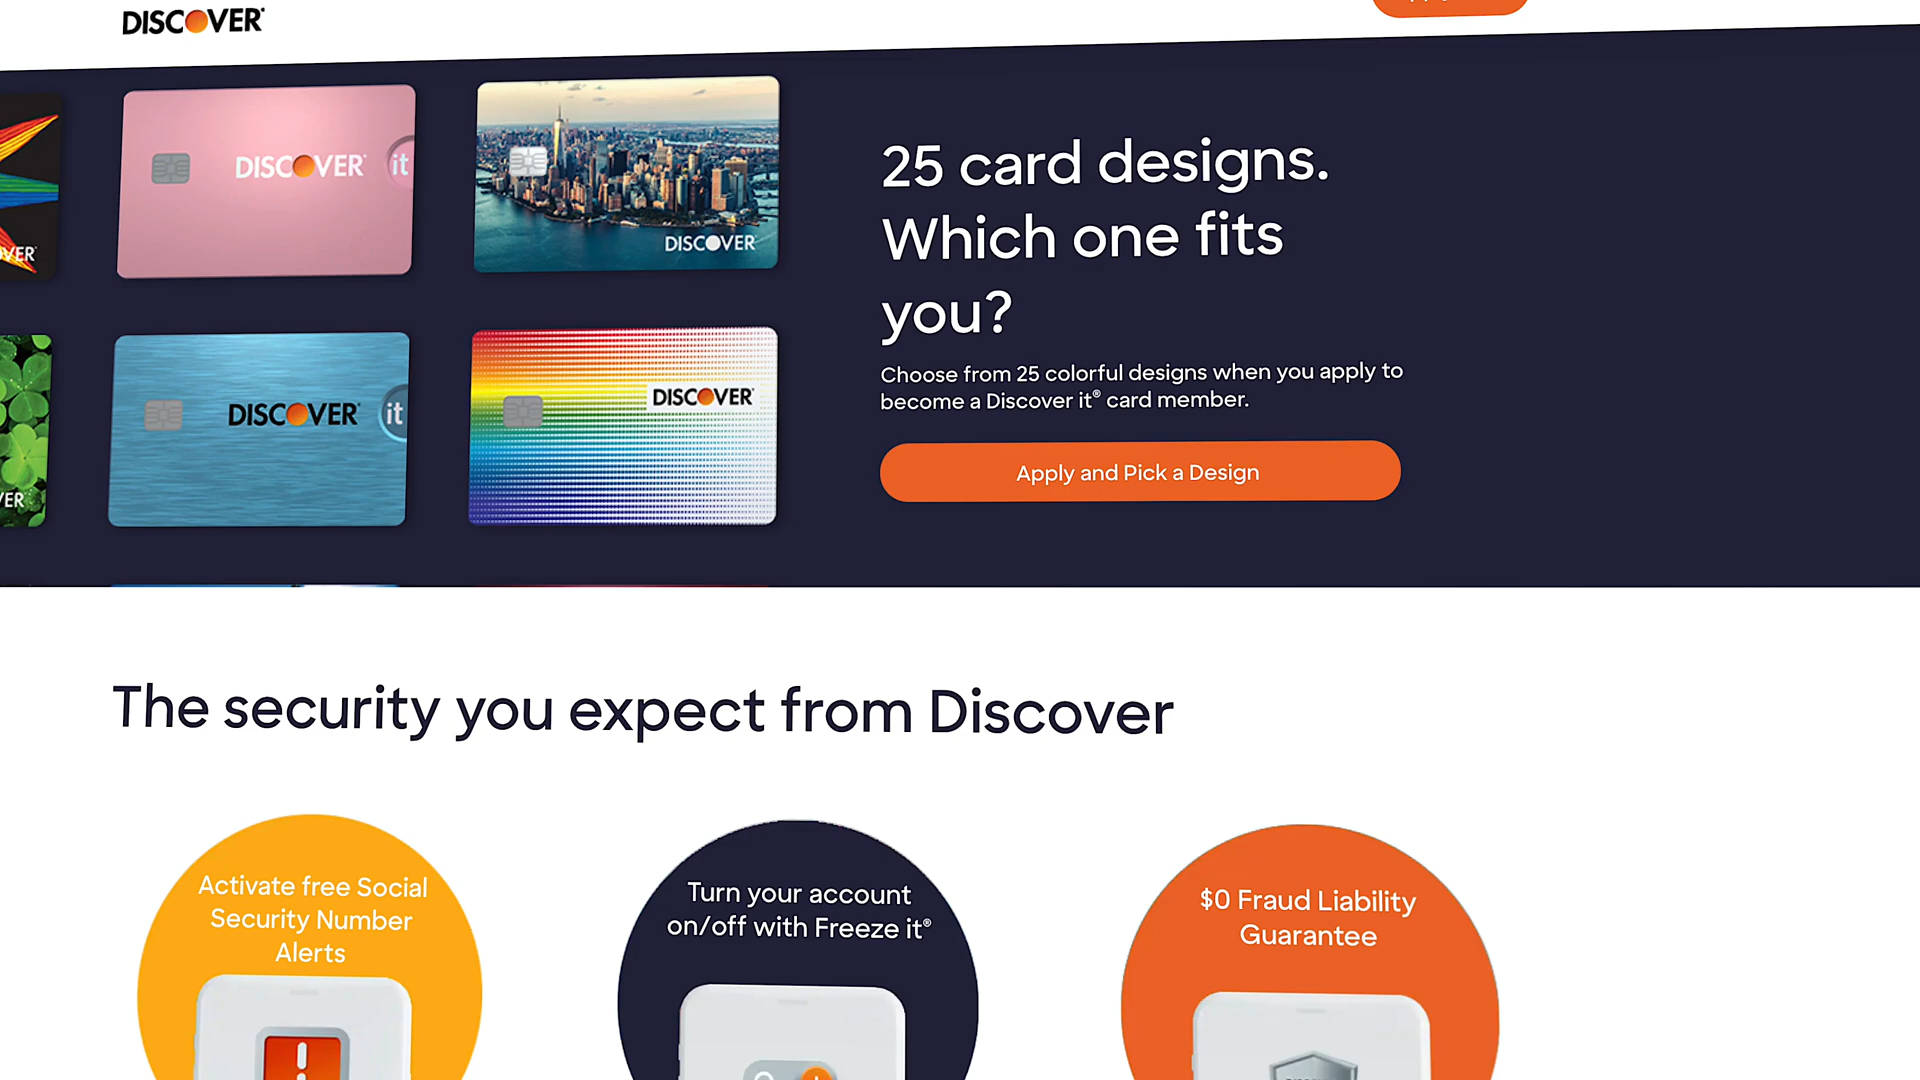 DISCOVER
DISCOVER it
DISCOVER
25 card designs.
Which one fits
you?
Choose from 25 colorful designs when you apply to
become a Discover it® card member.
Apply and Pick a Design
DISCOVER it
DISCOVER
The security you expect from Discover
Activate free Social
Security Number
Alerts
Turn your account
on/off with Freeze it®
$0 Fraud Liability
Guarantee